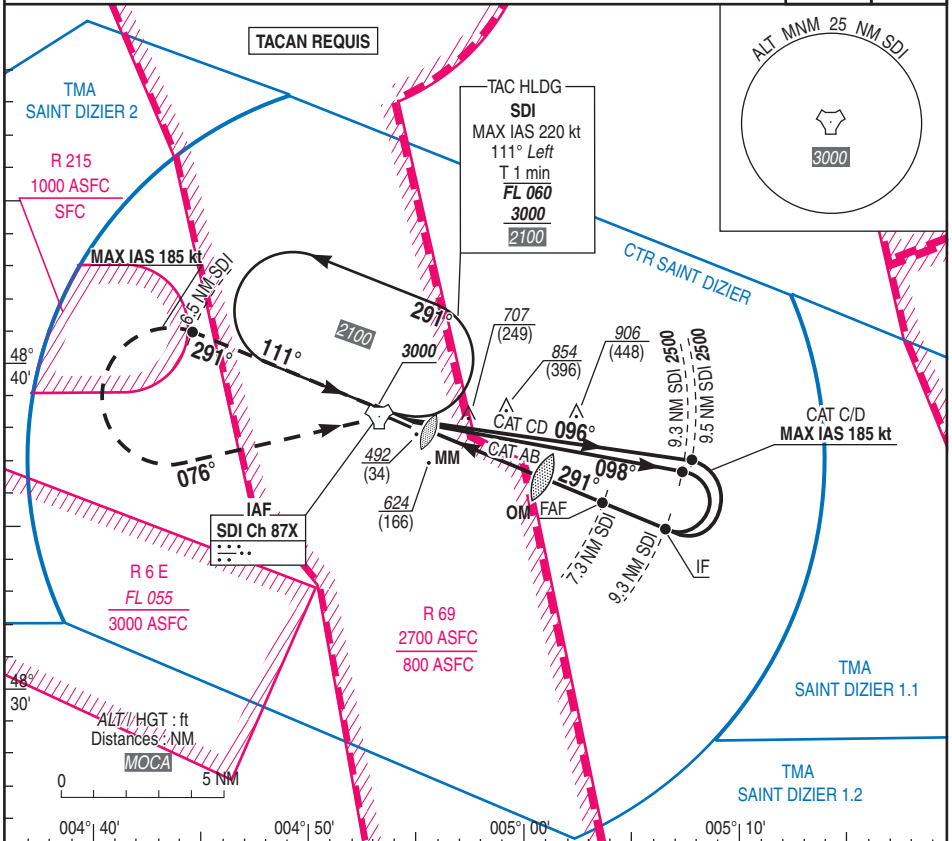 TACAN REQUIS
ALT MNM 25 NM SDI
3000
TMA
SAINT DIZIER 2
TAC HLDG
SDI
MAX IAS 220 kt
111° Left
T 1 min
FL 060
3000
2100
R 215
1000 ASFC
SFC
CTR SAINT DIZIER
MAX IAS 185 kt
6.5 NM SDI
291°
111°
2100
291°
3000
707
(249)
854
(396)
906
(448)
9.3 NM SDI 2500
9.5 NM SDI 2500
48°
40'
CAT C/D
MAX IAS 185 kt
CAT CD
096°
CAT AB
098°
291°
MM
492
(34)
624
(166)
076°
OM
FAF
7.3 NM SDI
9.3 NM SDI
IF
IAF
SDI Ch 87X
R 6 E
FL 055
3000 ASFC
R 69
2700 ASFC
800 ASFC
48°
30'
TMA
SAINT DIZIER 1.1
TMA
SAINT DIZIER 1.2
ALT / HGT : ft
Distances : NM
MOCA
0
5 NM
004° 40'
004° 50'
005° 00'
005° 10'